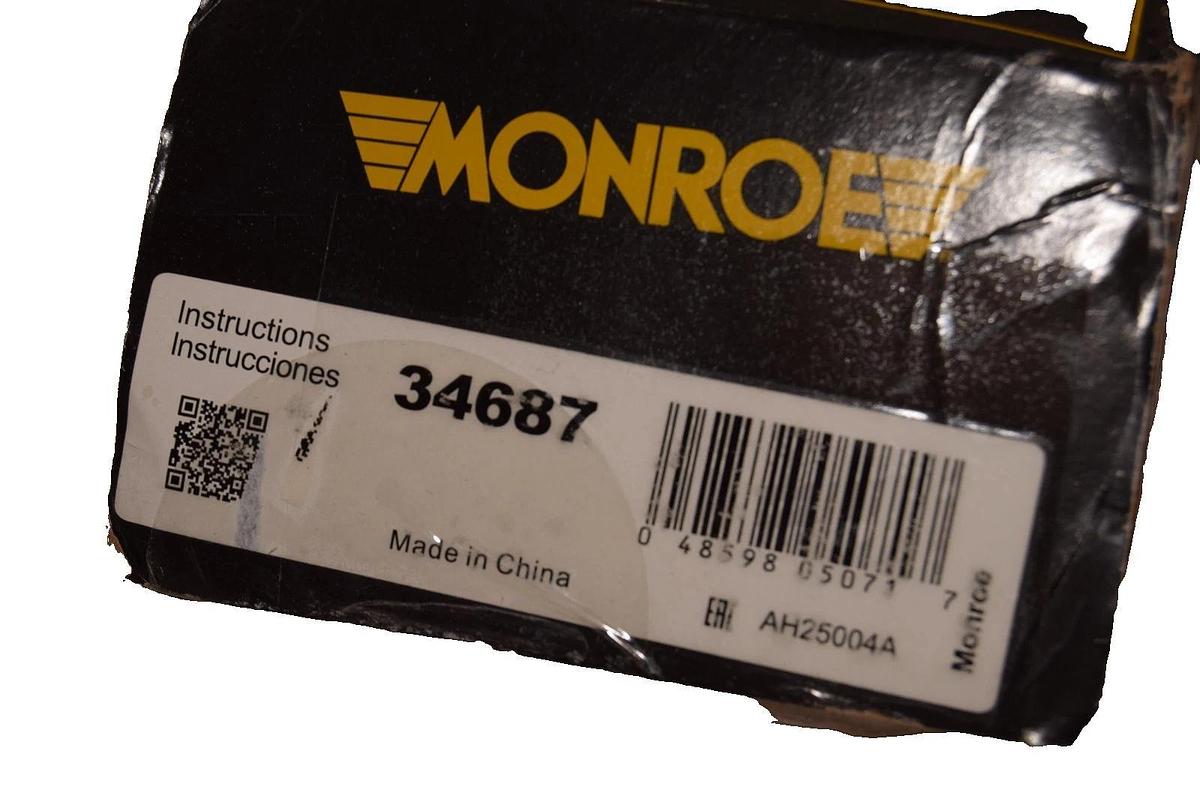 MONROE
Instructions
Instrucciones
34687
Made in China
0 48598 05071 7
EAC AH25004A
Monroe